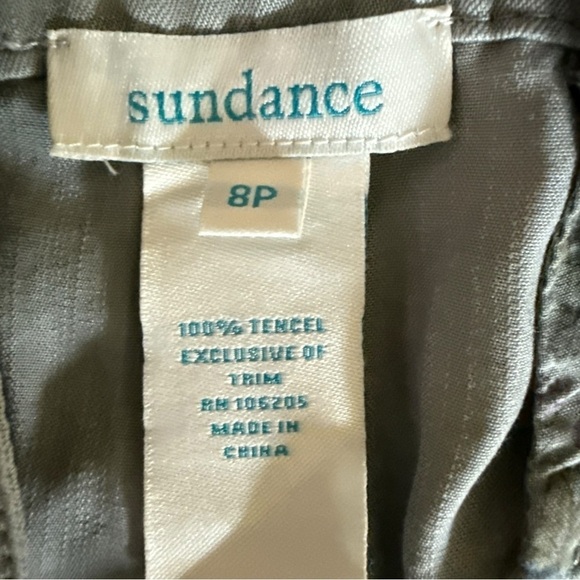 sundance
8P
100% TENCEL
EXCLUSIVE OF
TRIM
RN 106205
MADE IN
CHINA